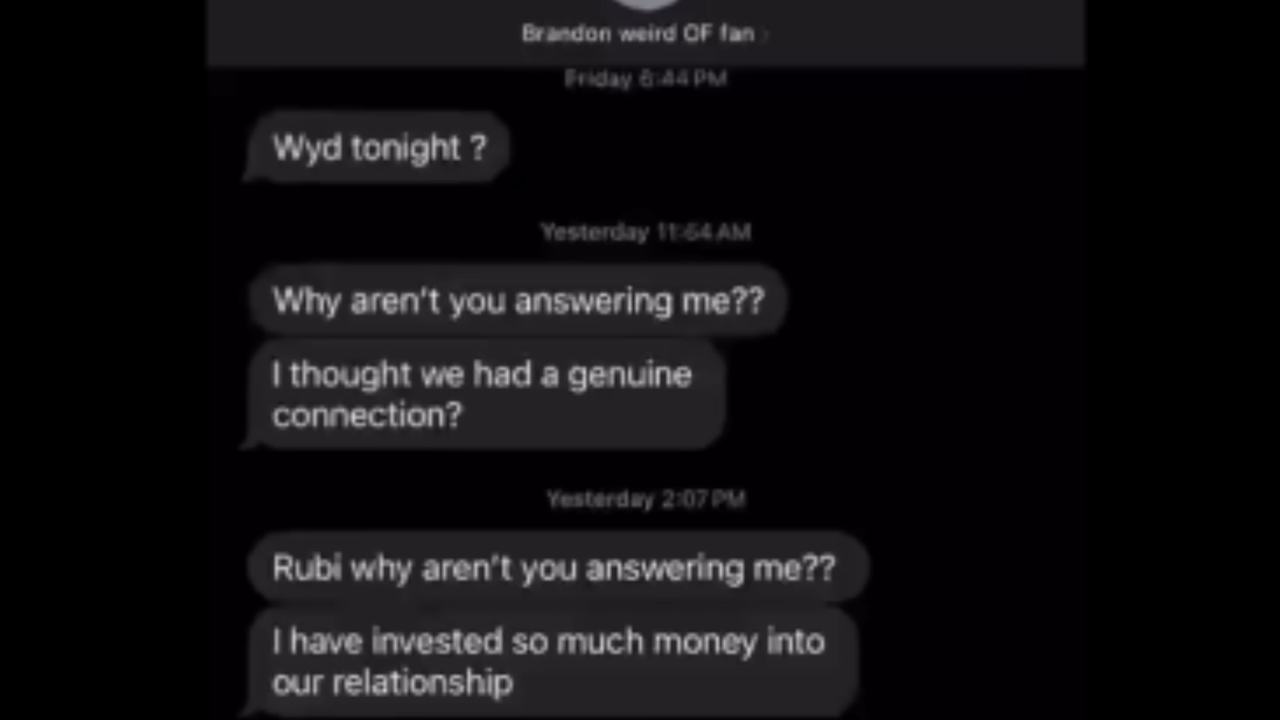 Brandon weird OF fan
Friday 6:44 PM
Wyd tonight ?
Yesterday 11:54 AM
Why aren't you answering me??
I thought we had a genuine
connection?
Yesterday 2:07 PM
Rubi why aren't you answering me??
I have invested so much money into
our relationship